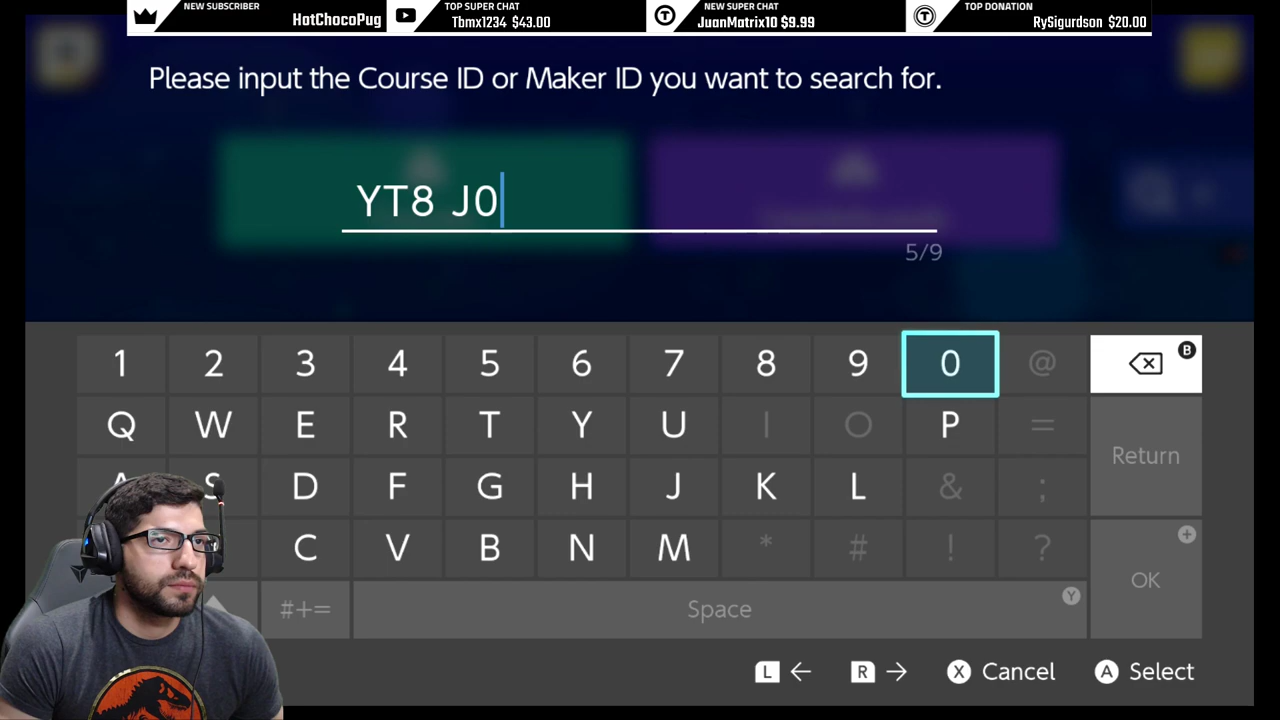 NEW SUBSCRIBER
HotChocoPug
TOP SUPER CHAT
Tbmx1234 $43.00
NEW SUPER CHAT
JuanMatrix10 $9.99
TOP DONATION
RySigurdson $20.00
Please input the Course ID or Maker ID you want to search for.
YT8 J0
5/9
1 2 3 4 5 6 7 8 9 0 @ B
Q W E R T Y U I O P = Return
A S D F G H J K L & ;
C V B N M * # ! ? + OK
#+= Space Y
L ← R → X Cancel A Select